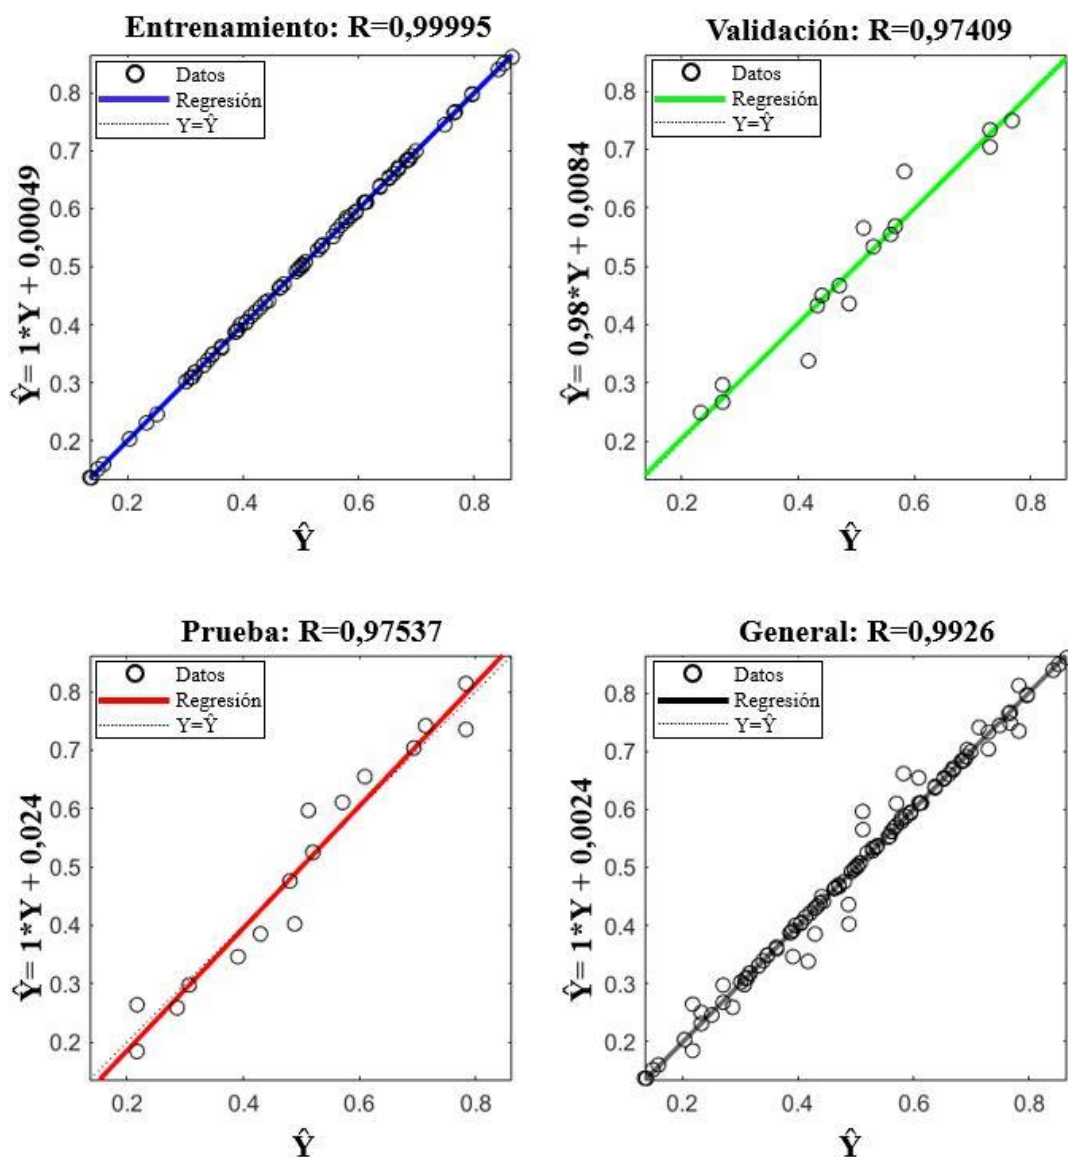 Entrenamiento: R=0,99995
Datos
Regresión
Y=Ŷ
Ŷ= 1*Y + 0,00049
0.8
0.7
0.6
0.5
0.4
0.3
0.2
0.2 0.4 0.6 0.8
Ŷ
Validación: R=0,97409
Datos
Regresión
Y=Ŷ
Ŷ= 0,98*Y + 0,0084
0.8
0.7
0.6
0.5
0.4
0.3
0.2
0.2 0.4 0.6 0.8
Ŷ
Prueba: R=0,97537
Datos
Regresión
Y=Ŷ
Ŷ= 1*Y + 0,024
0.8
0.7
0.6
0.5
0.4
0.3
0.2
0.2 0.4 0.6 0.8
Ŷ
General: R=0,9926
Datos
Regresión
Y=Ŷ
Ŷ= 1*Y + 0,0024
0.8
0.7
0.6
0.5
0.4
0.3
0.2
0.2 0.4 0.6 0.8
Ŷ